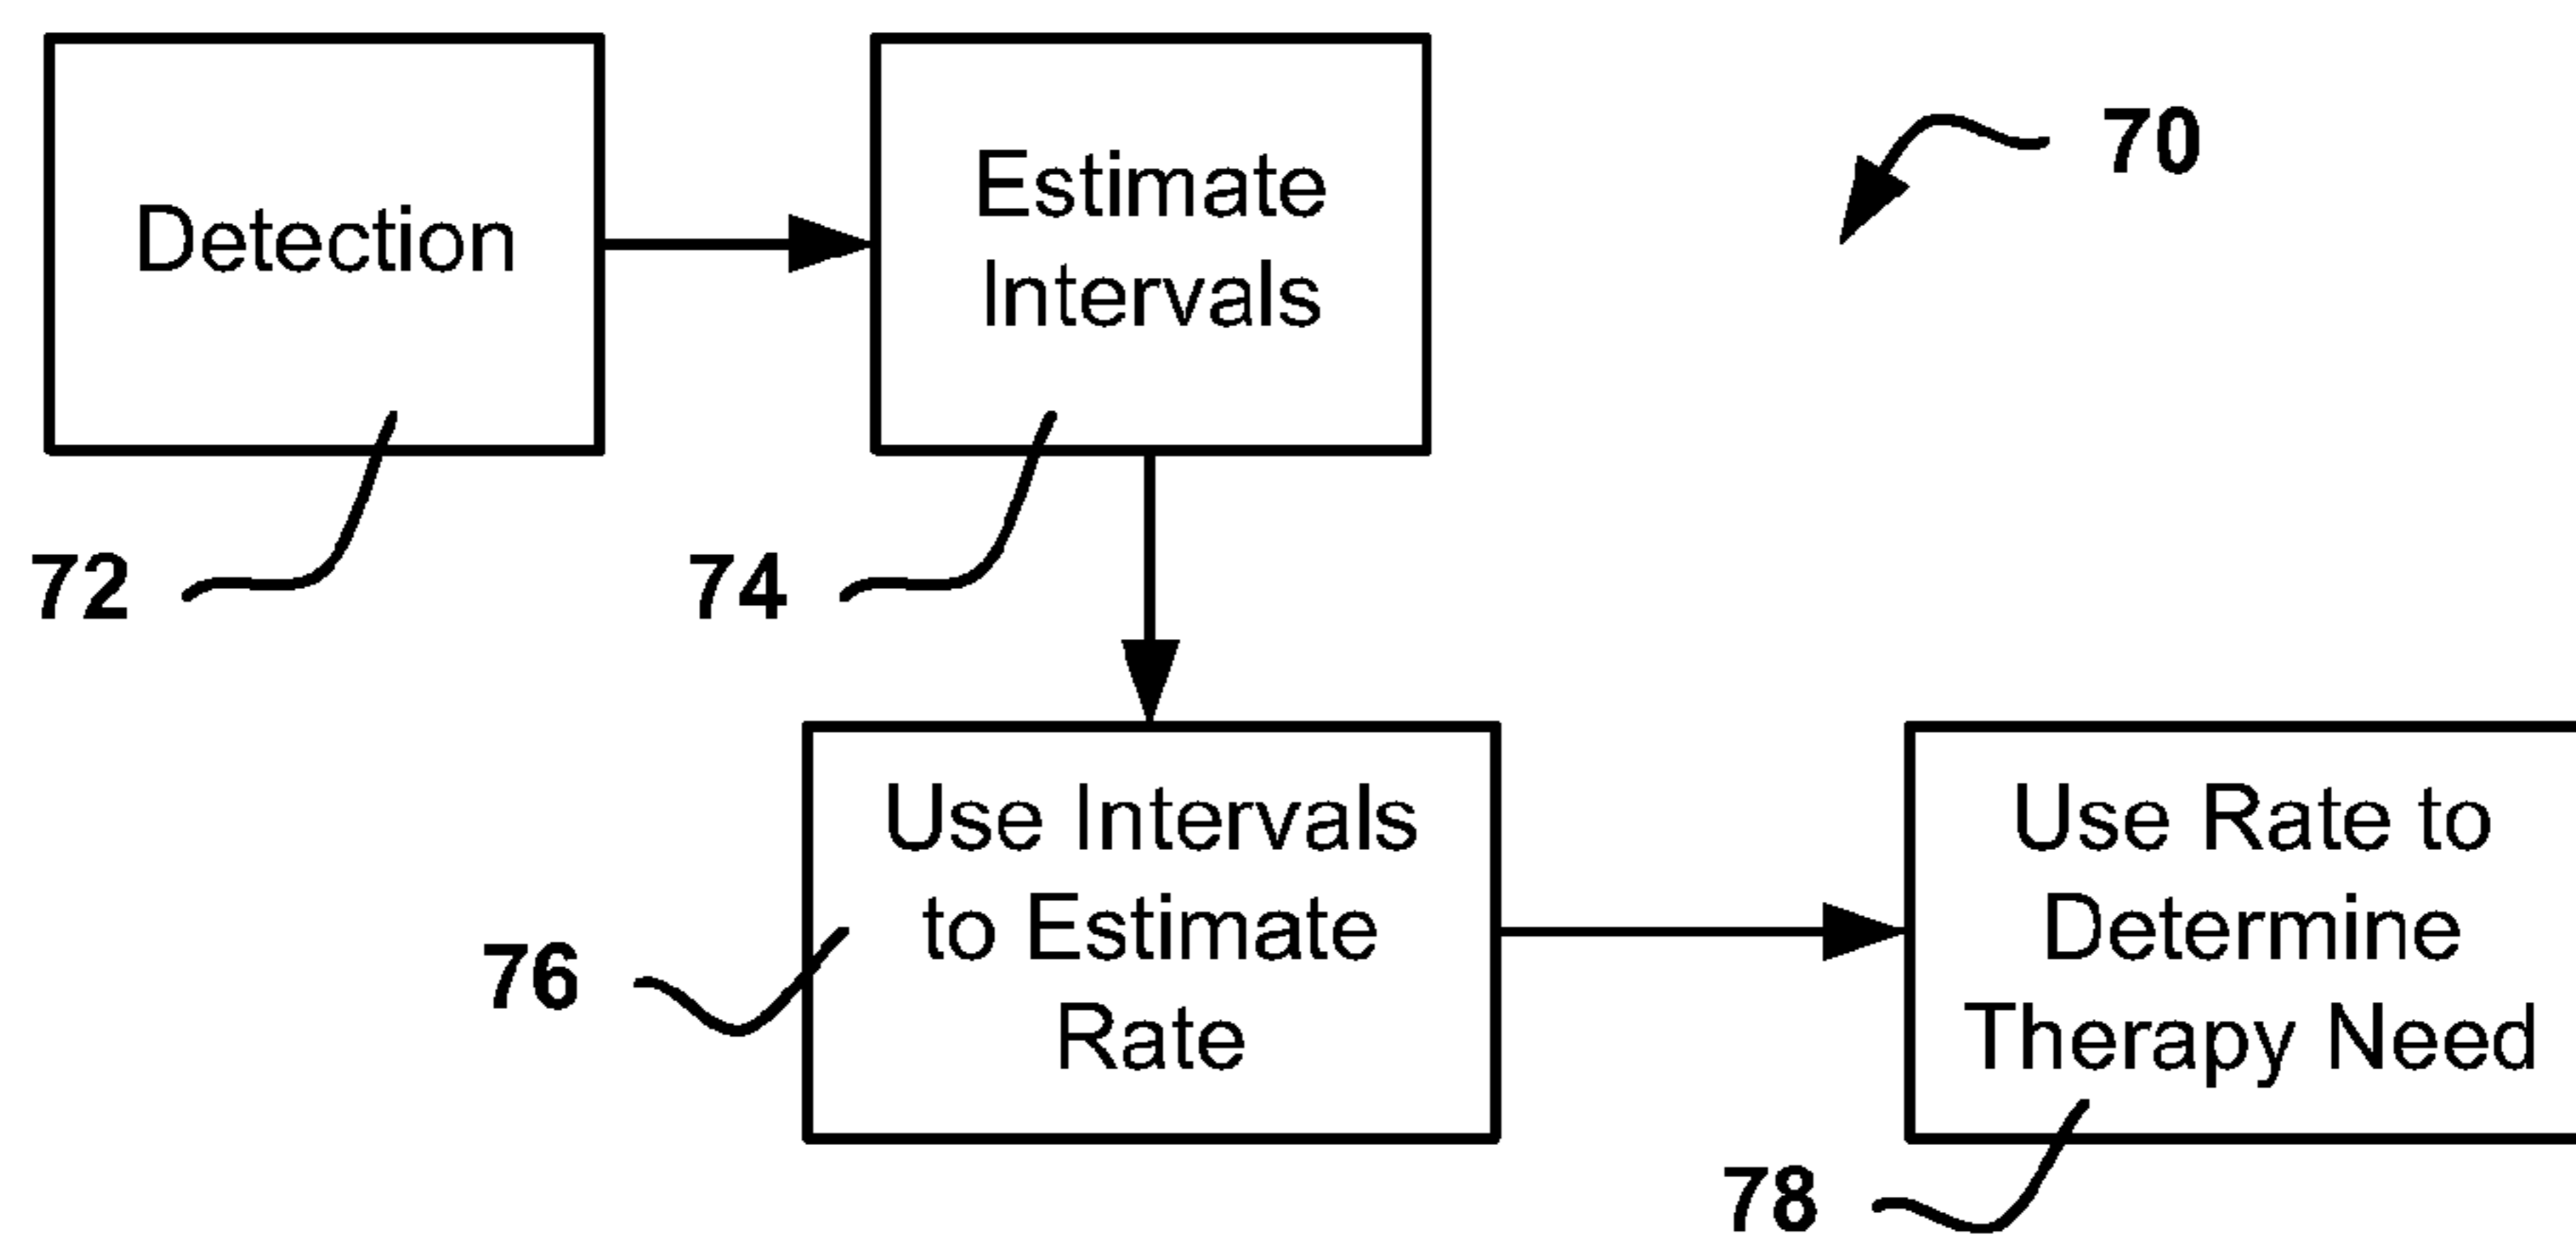 Detection
Estimate
Intervals
70
72
74
Use Intervals
to Estimate
Rate
76
Use Rate to
Determine
Therapy Need
78